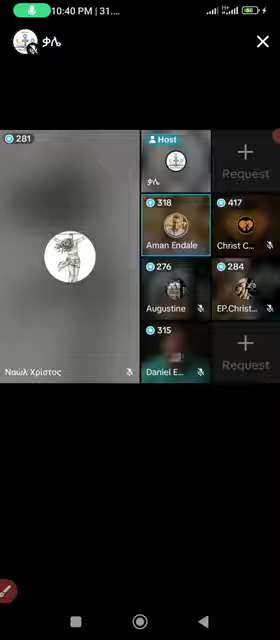 10:40 PM | 31....
ቃሌ
281
Host
ቃሌ
Request
318
Aman Endale
417
Christ C...
276
Augustine
284
EP.Christ...
315
Daniel E...
Request
Ναώλ Χρίστος